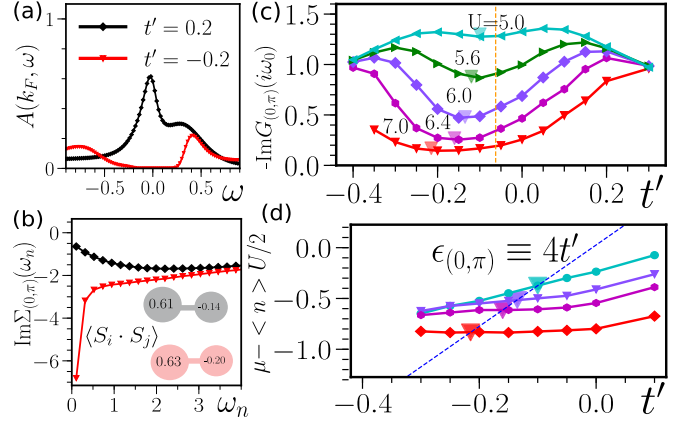 (a)
t′ = 0.2
t′ = −0.2
A(k_F, ω)
1
0
−0.5
0.0
0.5
ω
(b)
ImΣ_(0,π)(ω_n)
0
−2
−4
−6
0.61
-0.14
⟨S_i · S_j⟩
0.63
-0.20
0
1
2
3
ω_n
(c)
-ImG_(0,π)(iω_0)
1.5
1.0
0.5
0.0
U=5.0
5.6
6.0
6.4
7.0
−0.4
−0.2
0.0
0.2
t′
(d)
μ− < n > U/2
0.0
−0.5
−1.0
ϵ_(0,π) ≡ 4t′
−0.4
−0.2
0.0
t′